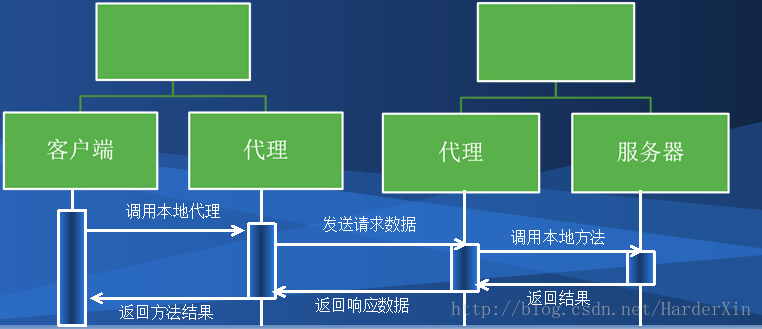 客户端
代理
代理
服务器
调用本地代理
发送请求数据
调用本地方法
返回方法结果
返回响应数据
返回结果
http://blog.csdn.net/HarderXin